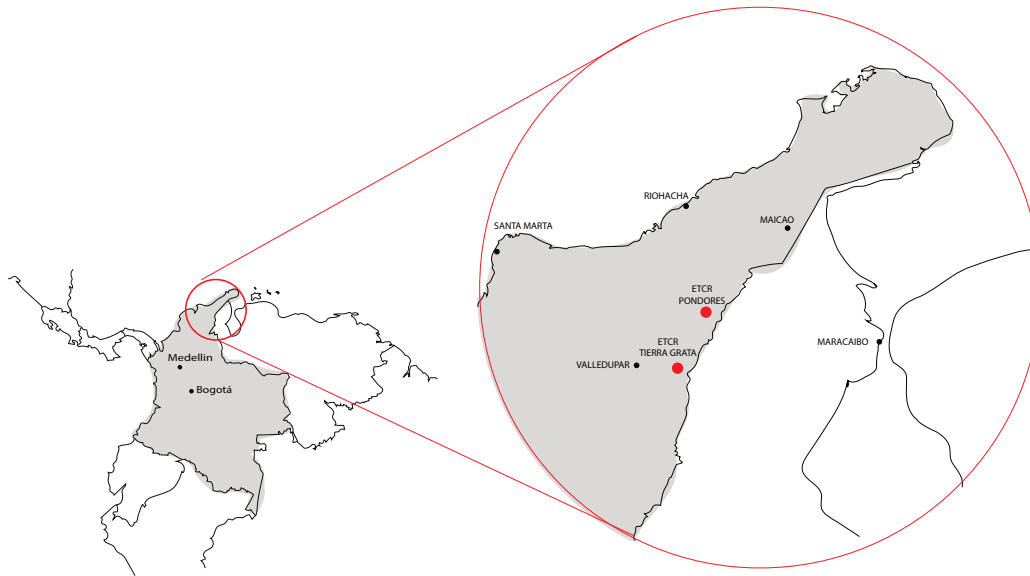 Medellin
Bogotá
RIOHACHA
SANTA MARTA
MAICAO
ETCR
PONDORES
ETCR
TIERRA GRATA
VALLEDUPAR
MARACAIBO